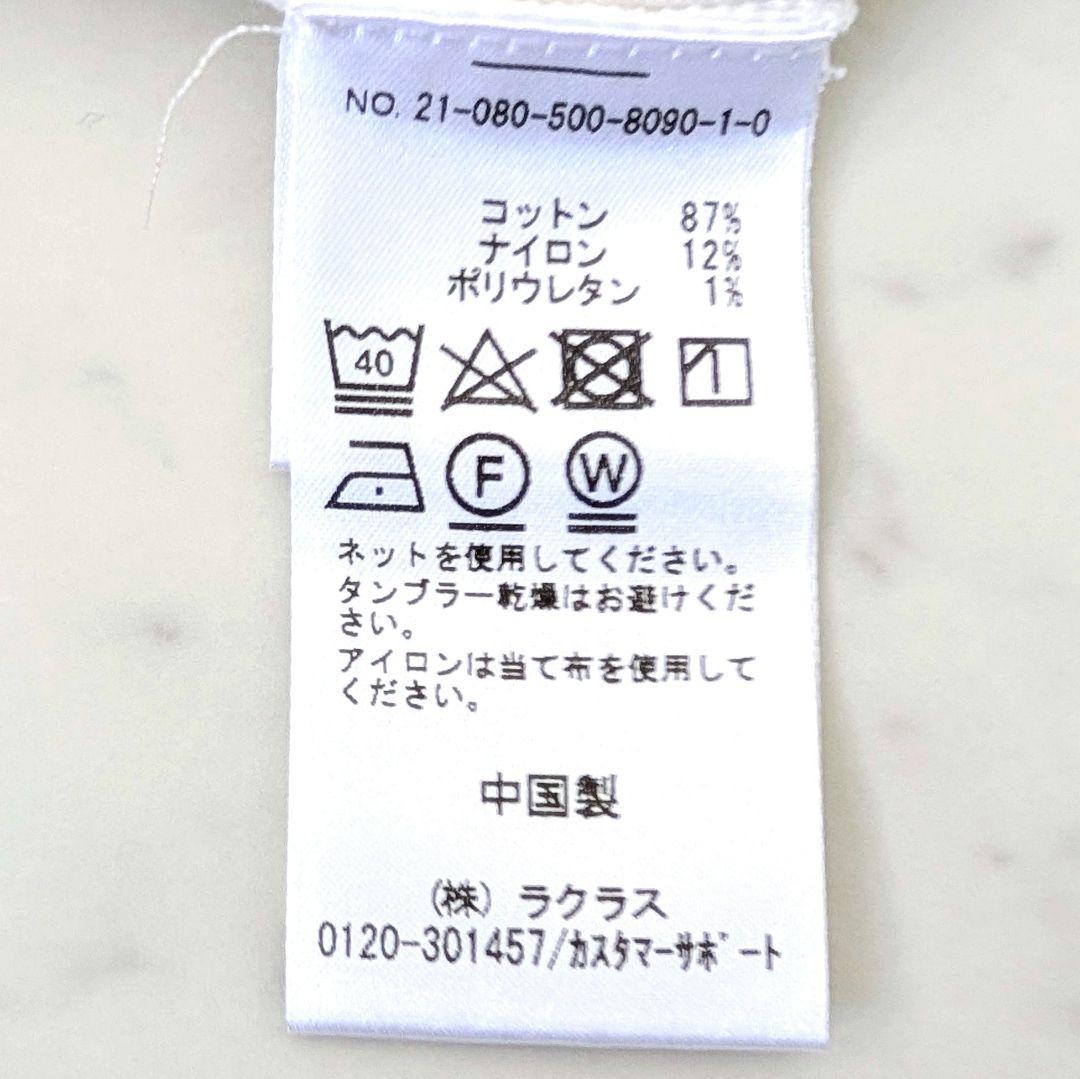 NO. 21-080-500-8090-1-0
コットン 87%
ナイロン 12%
ポリウレタン 1%
40
F W
ネットを使用してください。
タンブラー乾燥はお避けくだ
さい。
アイロンは当て布を使用して
ください。
中国製
(株) ラクラス
0120-301457/カスタマーサポート